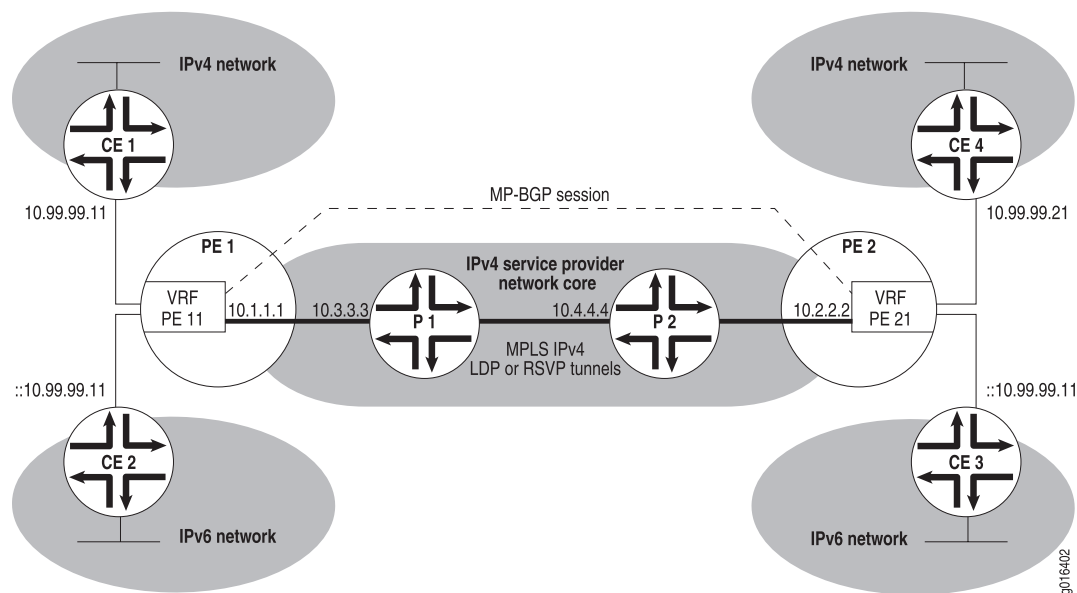 IPv4 network
IPv4 network
CE 1
CE 4
10.99.99.11
MP-BGP session
10.99.99.21
PE 1
PE 2
IPv4 service provider
network core
VRF
PE 11
10.1.1.1
10.3.3.3
P 1
10.4.4.4
P 2
10.2.2.2
VRF
PE 21
MPLS IPv4
LDP or RSVP tunnels
::10.99.99.11
::10.99.99.11
CE 2
CE 3
IPv6 network
IPv6 network
g016402